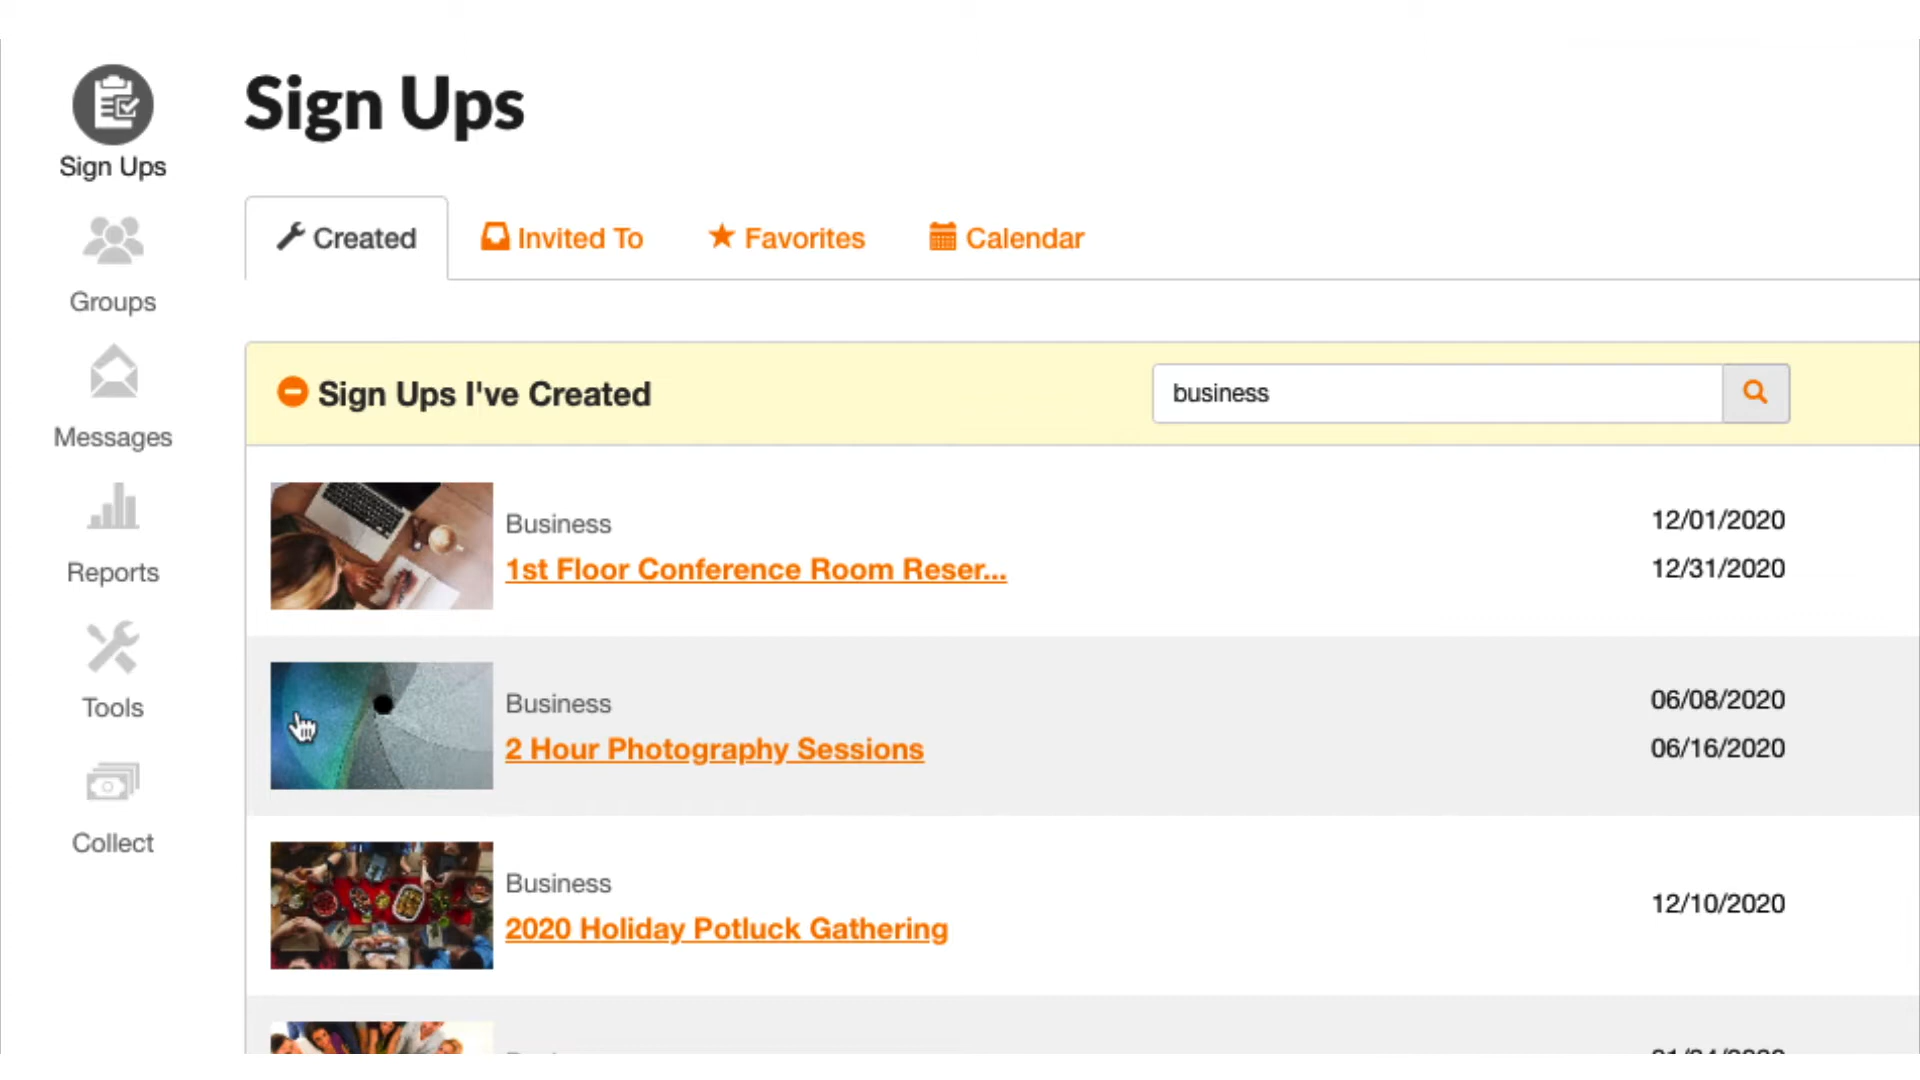 Sign Ups
Sign Ups
Groups
Messages
Reports
Tools
Collect
Created
Invited To
Favorites
Calendar
Sign Ups I've Created
business
Business
1st Floor Conference Room Reser...
12/01/2020
12/31/2020
Business
2 Hour Photography Sessions
06/08/2020
06/16/2020
Business
2020 Holiday Potluck Gathering
12/10/2020